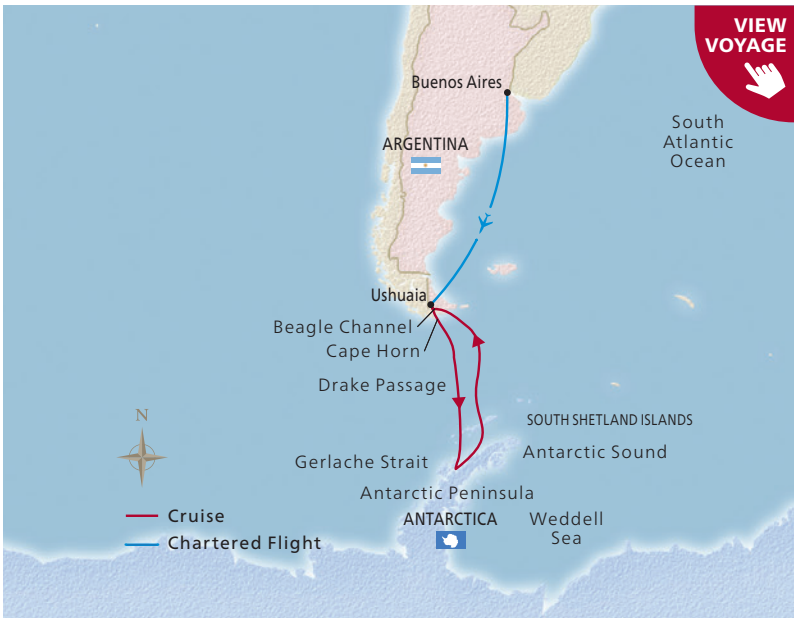 VIEW
VOYAGE
Buenos Aires
South
Atlantic
Ocean
ARGENTINA
Ushuaia
Beagle Channel
Cape Horn
Drake Passage
N
SOUTH SHETLAND ISLANDS
Antarctic Sound
Gerlache Strait
Antarctic Peninsula
ANTARCTICA
Weddell
Sea
Cruise
Chartered Flight